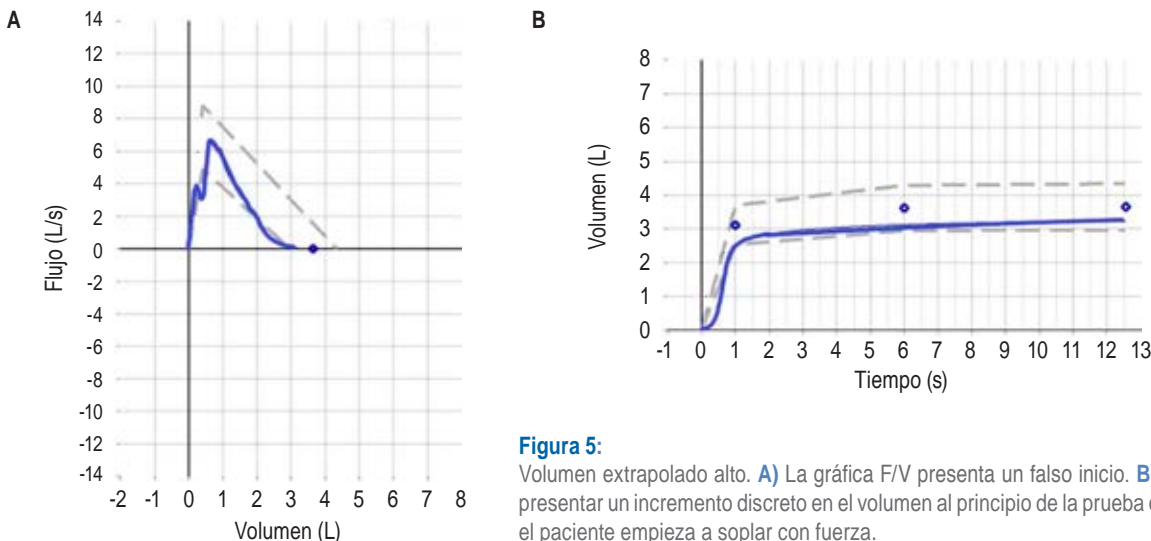 A
14
12
10
8
6
4
2
0
-2
-4
-6
-8
-10
-12
-14
Flujo (L/s)
-2 -1 0 1 2 3 4 5 6 7 8
Volumen (L)
B
8
7
6
5
4
3
2
1
0
Volumen (L)
-1 0 1 2 3 4 5 6 7 8 9 10 11 12 13
Tiempo (s)
Figura 5:
Volumen extrapolado alto. A) La gráfica F/V presenta un falso inicio. B
presentar un incremento discreto en el volumen al principio de la prueba
el paciente empieza a soplar con fuerza.